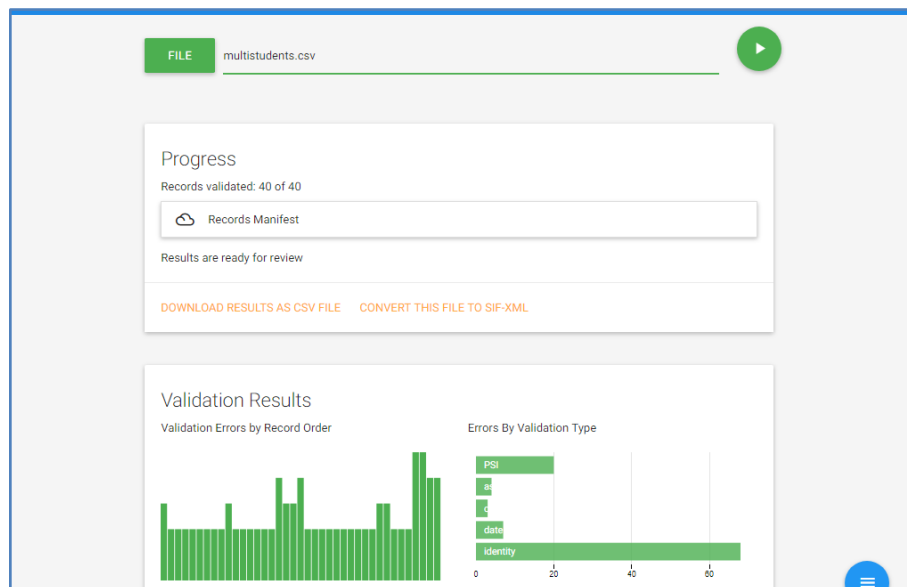 FILE multistudents.csv
Progress
Records validated: 40 of 40
Records Manifest
Results are ready for review
DOWNLOAD RESULTS AS CSV FILE CONVERT THIS FILE TO SIF-XML
Validation Results
Validation Errors by Record Order Errors By Validation Type
PSI
date
identity
0 20 40 60